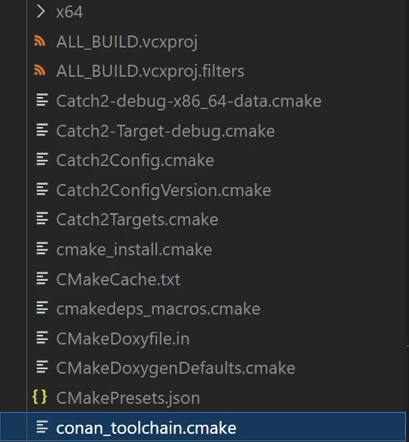 x64
ALL_BUILD.vcxproj
ALL_BUILD.vcxproj.filters
Catch2-debug-x86_64-data.cmake
Catch2-Target-debug.cmake
Catch2Config.cmake
Catch2ConfigVersion.cmake
Catch2Targets.cmake
cmake_install.cmake
CMakeCache.txt
cmakedeps_macros.cmake
CMakeDoxyfile.in
CMakeDoxygenDefaults.cmake
CMakePresets.json
conan_toolchain.cmake